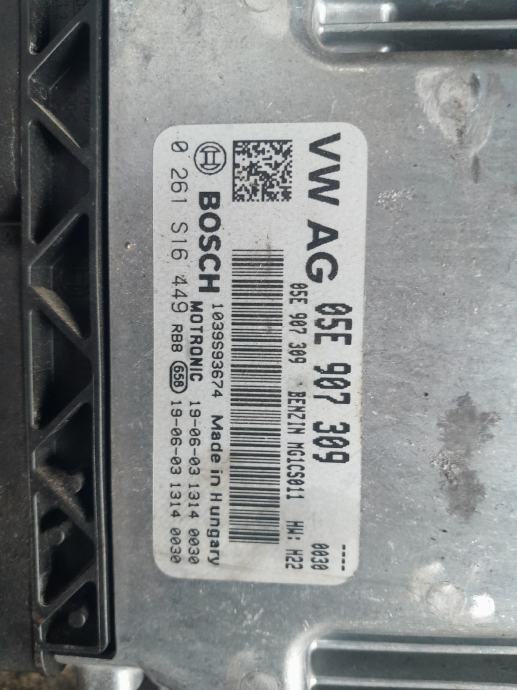 VW AG 05E 907 309 ----
05E 907 309 · BENZIN MG1CS011 HW: H22 0030
1039S93674 Made in Hungary
BOSCH MOTRONIC 19-06-03 1314 0030
0 261 S16 449 RB8 658 19-06-03 1314 0030